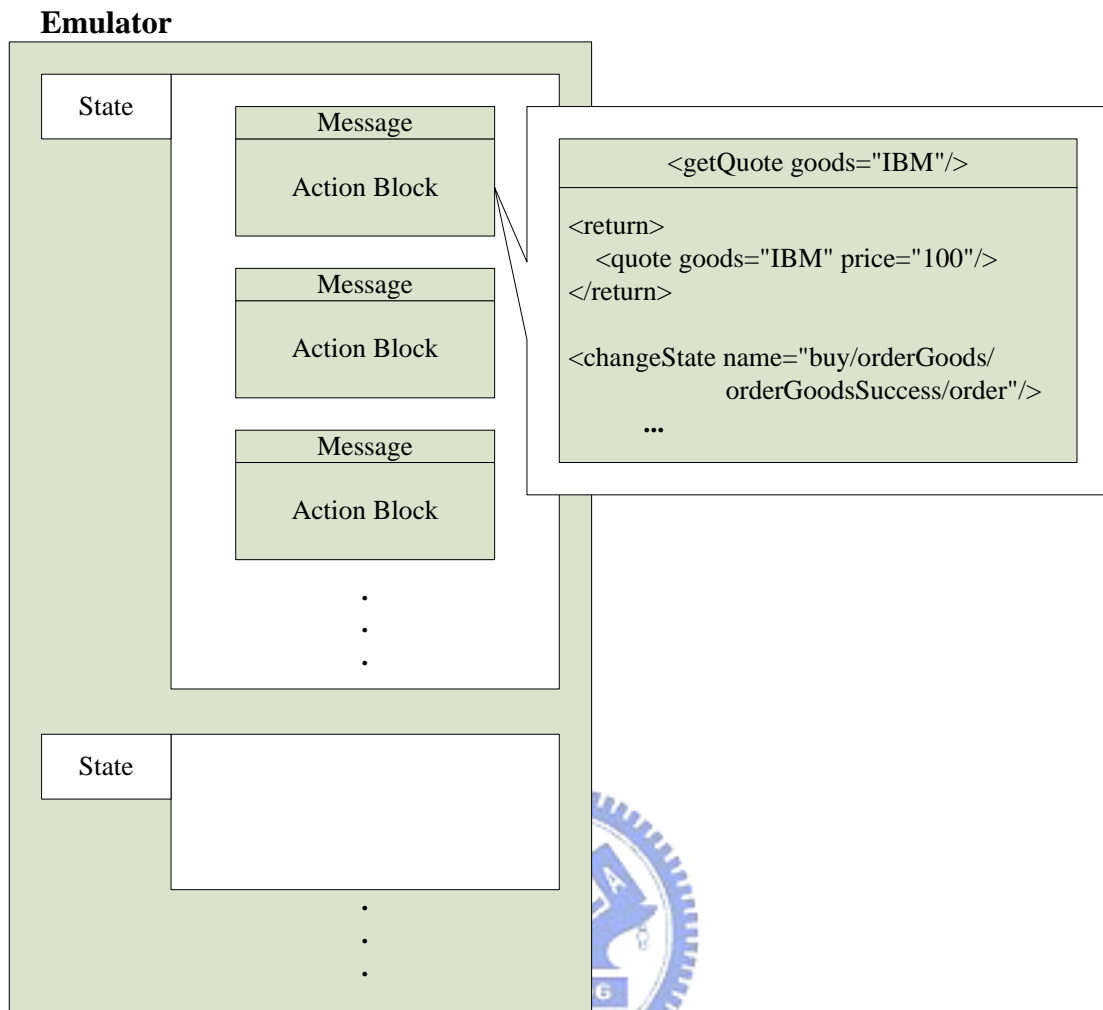 Emulator
State
Message
Action Block
Message
Action Block
Message
Action Block
.
.
.
<getQuote goods="IBM"/>
<return>
<quote goods="IBM" price="100"/>
</return>
<changeState name="buy/orderGoods/
orderGoodsSuccess/order"/>
...
State
.
.
.